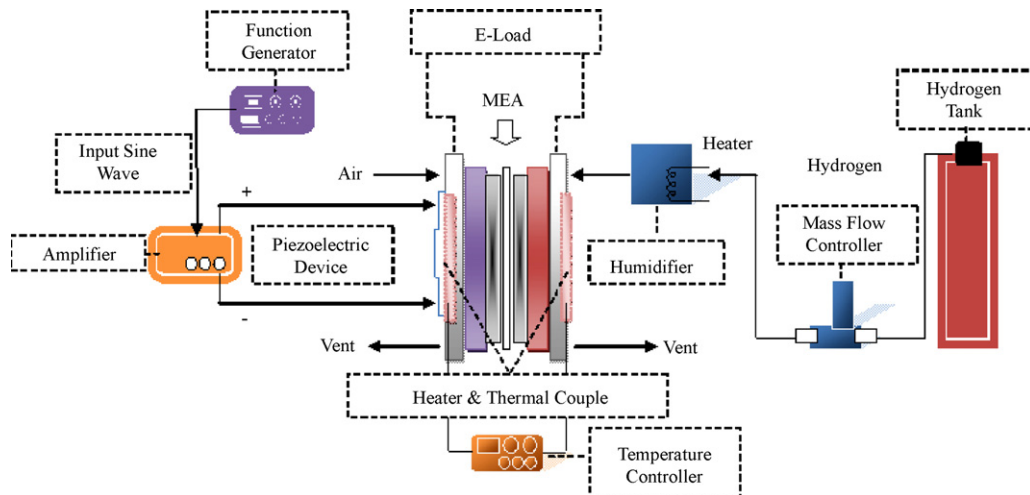 Function
Generator
E-Load
MEA
Hydrogen
Tank
Input Sine
Wave
Air
Heater
Hydrogen
+
Mass Flow
Controller
Amplifier
Piezoelectric
Device
Humidifier
-
Vent
Vent
Heater & Thermal Couple
Temperature
Controller